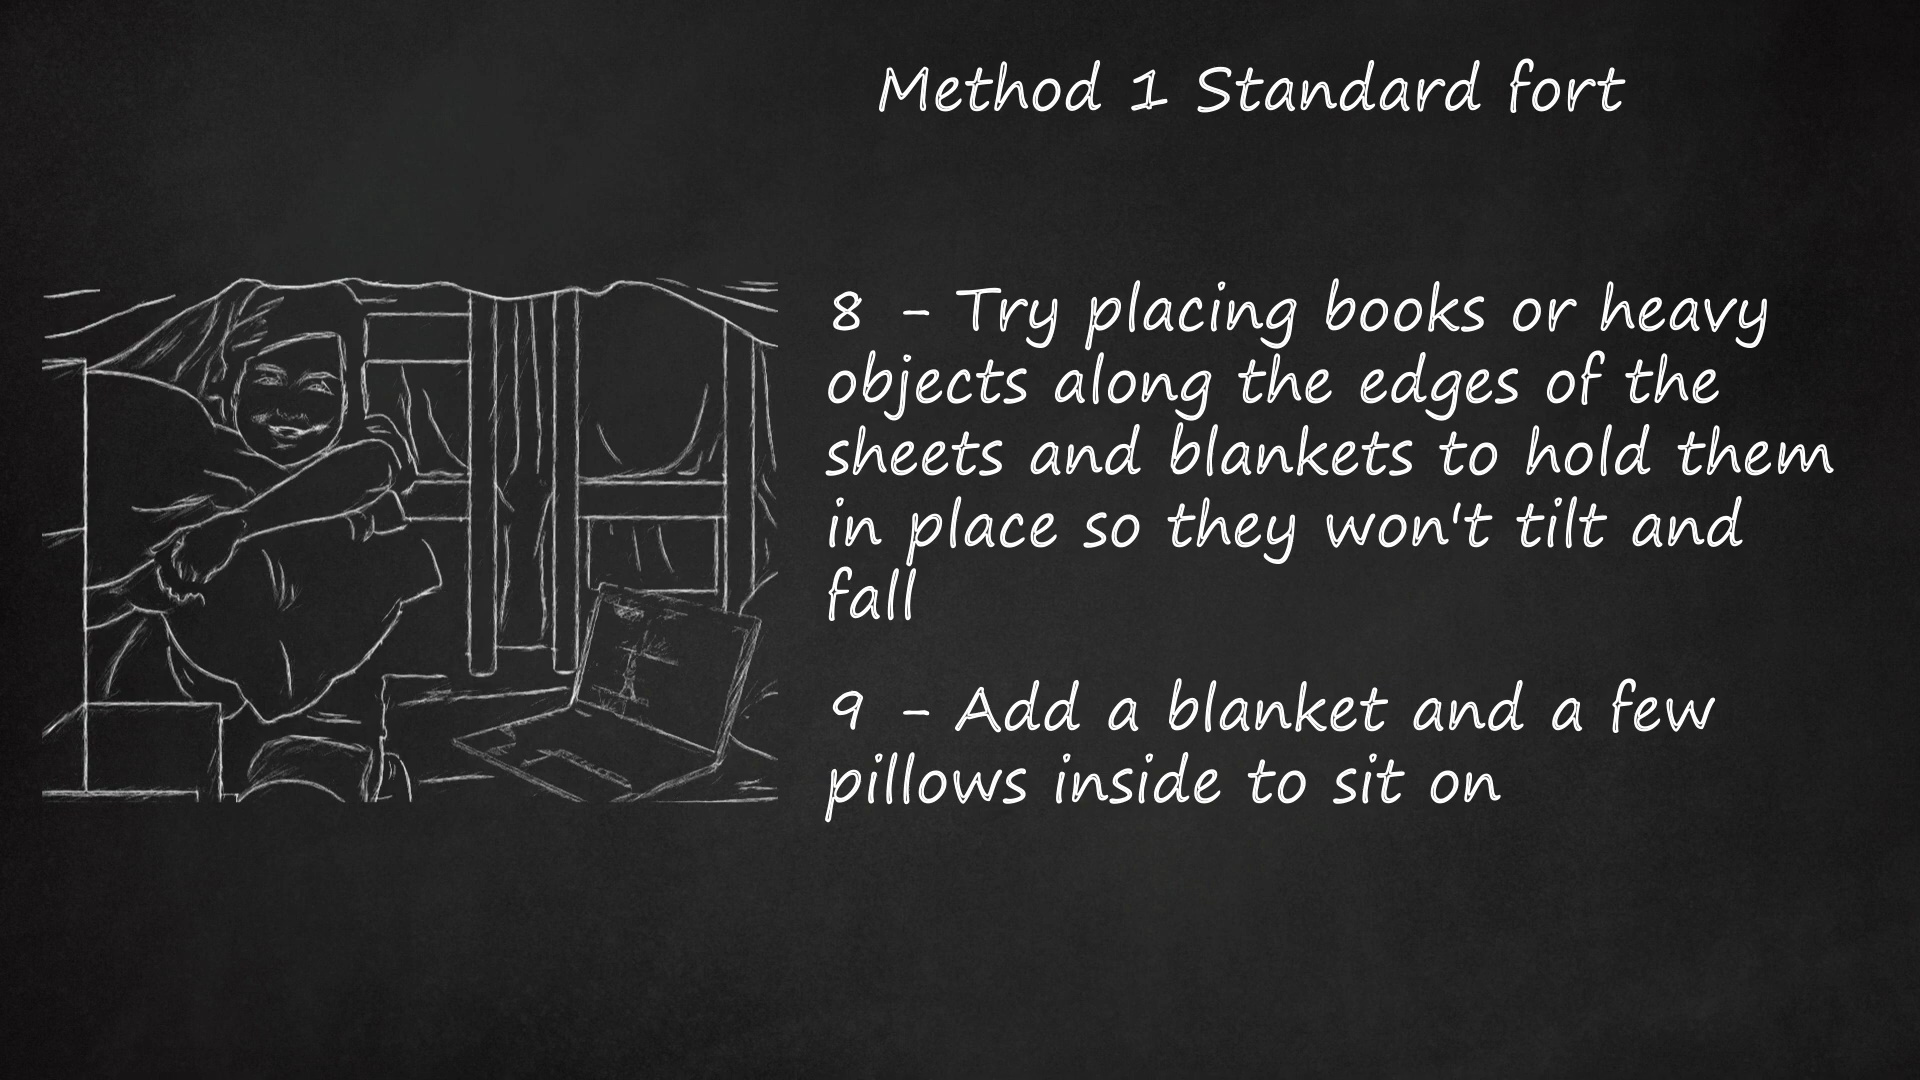 Method 1 Standard fort
8 - Try placing books or heavy
objects along the edges of the
sheets and blankets to hold them
in place so they won't tilt and
fall
9 - Add a blanket and a few
pillows inside to sit on